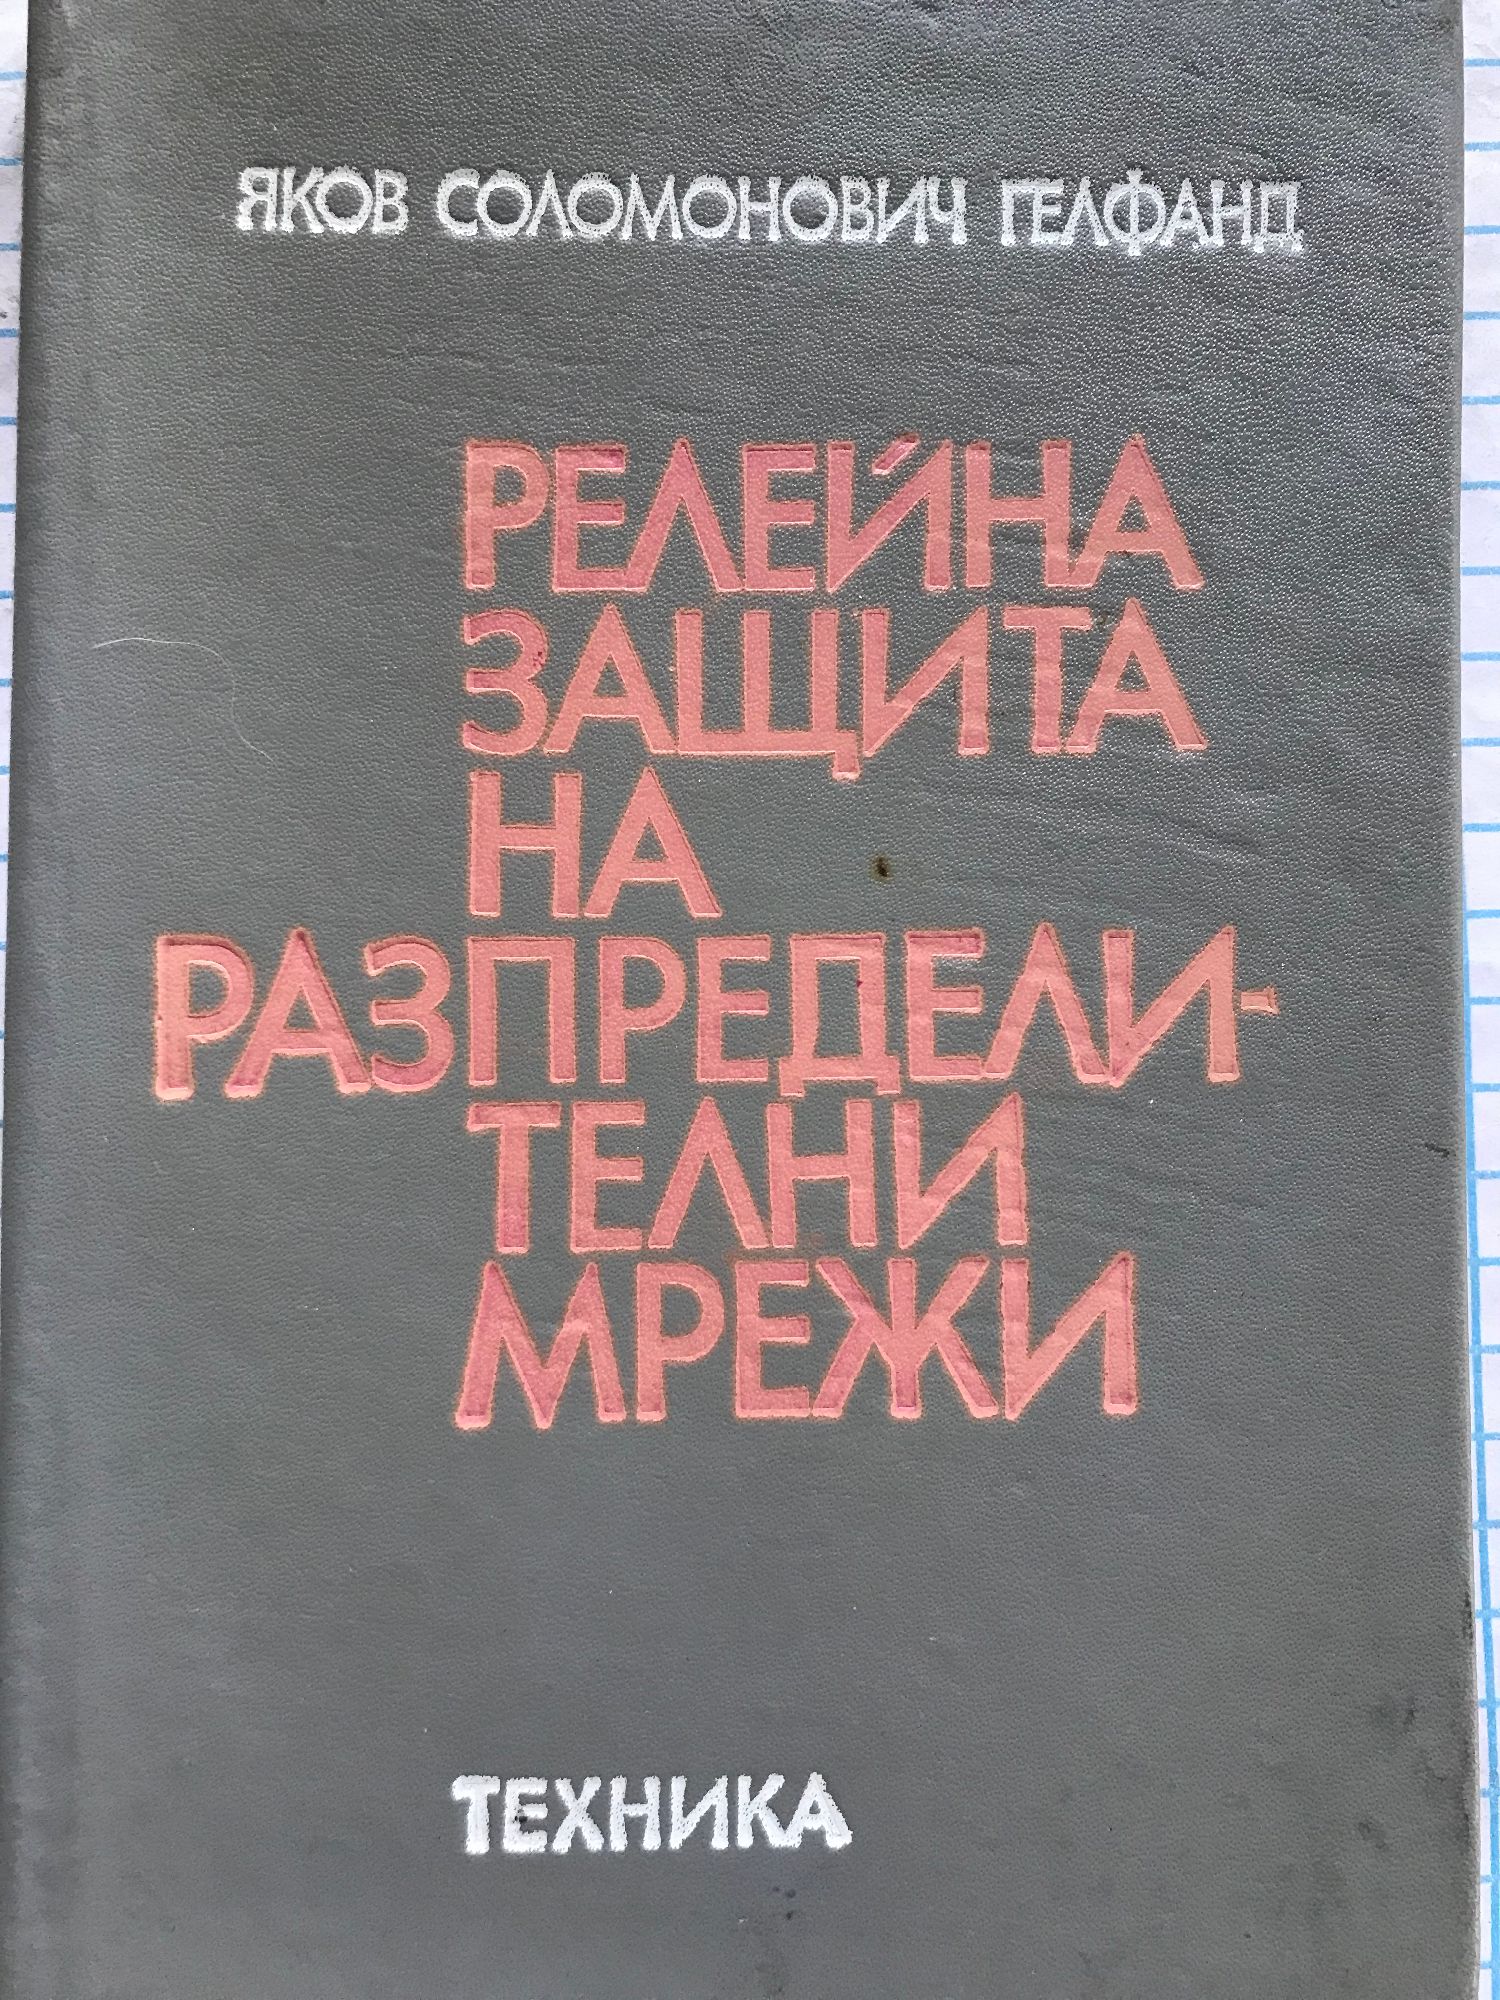 ЯКОВ СОЛОМОНОВИЧ ГЕЛФАНД
РЕЛЕЙНА
ЗАЩИТА
НА
РАЗПРЕДЕЛИ-
ТЕЛНИ
МРЕЖИ
ТЕХНИКА